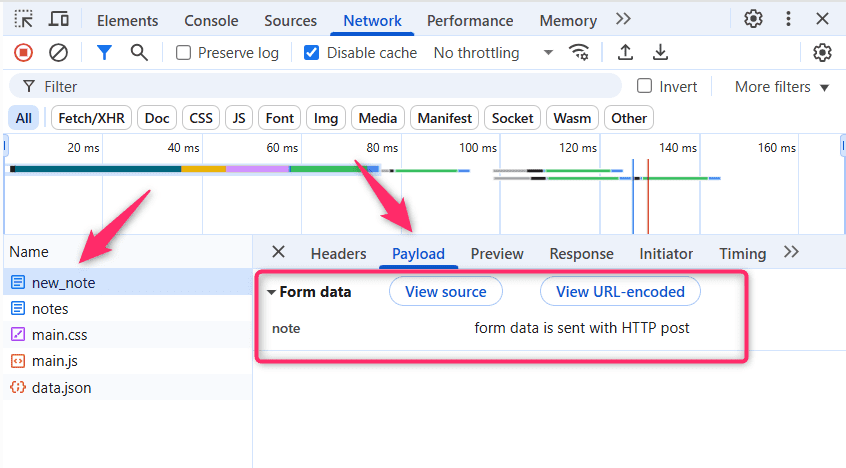 Elements Console Sources Network Performance Memory
Preserve log Disable cache No throttling
Filter Invert More filters
All Fetch/XHR Doc CSS JS Font Img Media Manifest Socket Wasm Other
20 ms 40 ms 60 ms 80 ms 100 ms 120 ms 140 ms 160 ms
Name Headers Payload Preview Response Initiator Timing
new_note Form data View source View URL-encoded
notes
note form data is sent with HTTP post
main.css
main.js
data.json